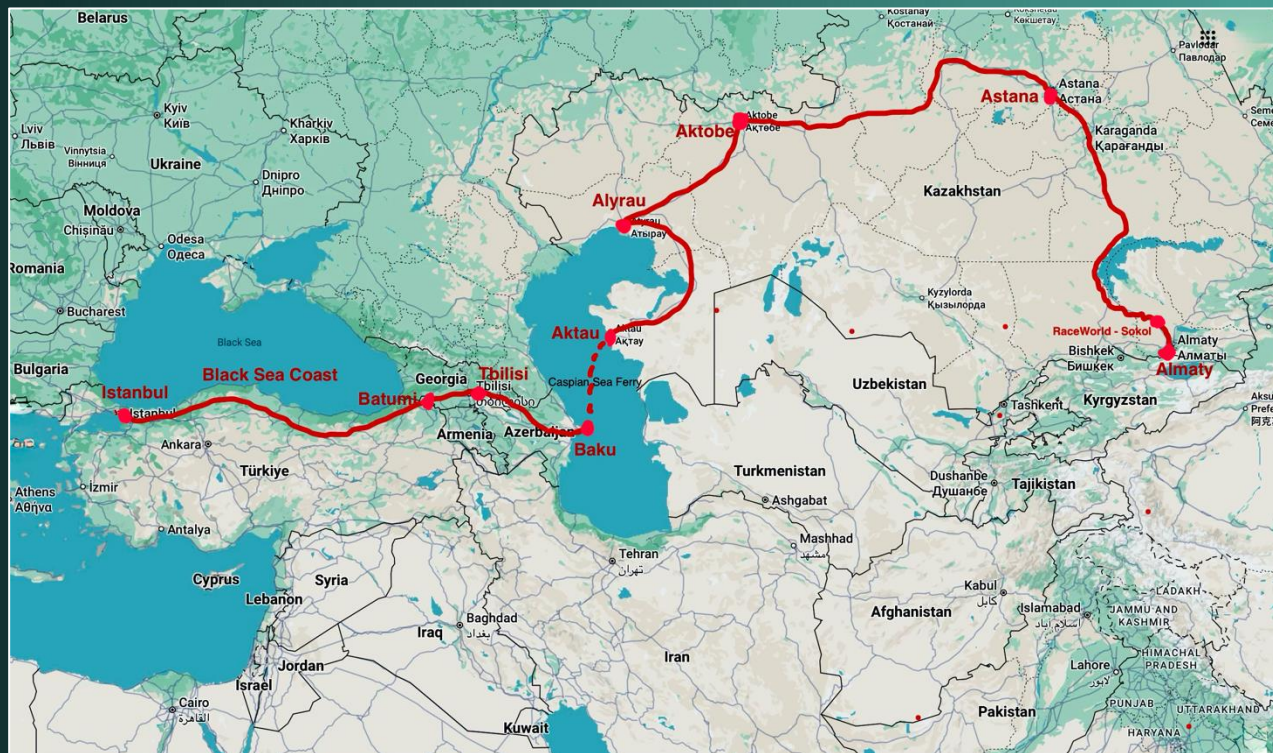 Belarus
Kostanay
Қостанай
Kokshetau
Көкшетау
Pavlodar
Павлодар
Kyiv
Київ
Lviv
Львів
Kharkiv
Харків
Vinnytsia
Вінниця
Ukraine
Dnipro
Дніпро
Astana
Astana
Астана
Aktobe
Aktobe
Ақтөбе
Karaganda
Қарағанды
Kazakhstan
Moldova
Chișinău
Odesa
Одеса
Alyrau
Atyrau
Атырау
Romania
Bucharest
Kyzylorda
Қызылорда
Black Sea
Aktau
Aktau
Ақтау
RaceWorld - Sokol
Almaty
Алматы
Almaty
Bishkek
Бишкек
Bulgaria
Black Sea Coast
Georgia
Tbilisi
Tbilisi
თბილისი
Caspian Sea Ferry
Istanbul
Istanbul
Batumi
Uzbekistan
Kyrgyzstan
Tashkent
Armenia
Azerbaijan
Baku
Ankara
Türkiye
Turkmenistan
Dushanbe
Душанбе
Tajikistan
Athens
Αθήνα
İzmir
Ashgabat
Antalya
Mashhad
مشهد
Tehran
تهران
Cyprus
Syria
Lebanon
Kabul
کابل
Afghanistan
Islamabad
اسلام آباد
LADAKH
JAMMU AND
KASHMIR
Iraq
Baghdad
بغداد
Iran
HIMACHAL
PRADESH
Lahore
لاہور
Israel
Jordan
Cairo
القاهرة
Kuwait
Pakistan
PUNJAB
UTTARAKHAND
HARYANA